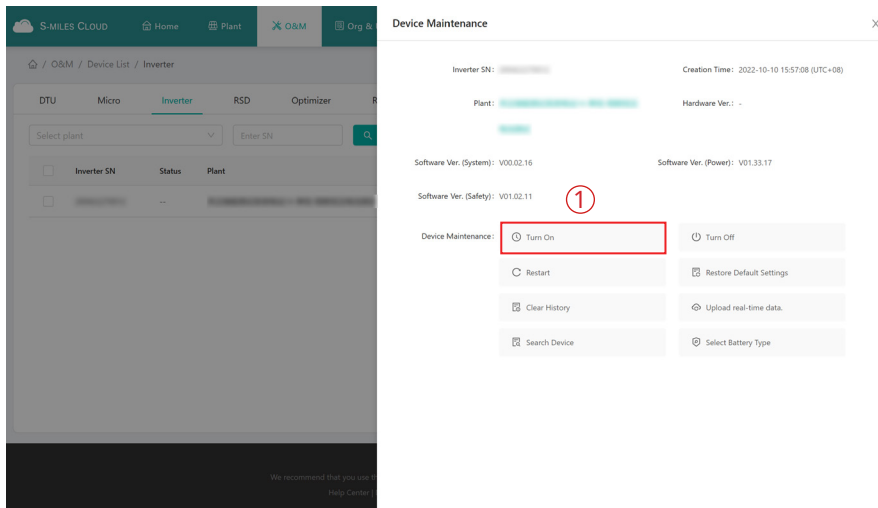 S-MILES CLOUD Home Plant O&M Org &
Device Maintenance X
/ O&M / Device List / Inverter
Inverter SN: Creation Time: 2022-10-10 15:57:08 (UTC+08)
DTU Micro Inverter RSD Optimizer R
Plant: Hardware Ver.: -
Select plant Enter SN
Software Ver. (System): V00.02.16 Software Ver. (Power): V01.33.17
Inverter SN Status Plant
Software Ver. (Safety): V01.02.11
--
①
Device Maintenance: Turn On Turn Off
Restart Restore Default Settings
Clear History Upload real-time data.
Search Device Select Battery Type
We recommend that you use th
Help Center |